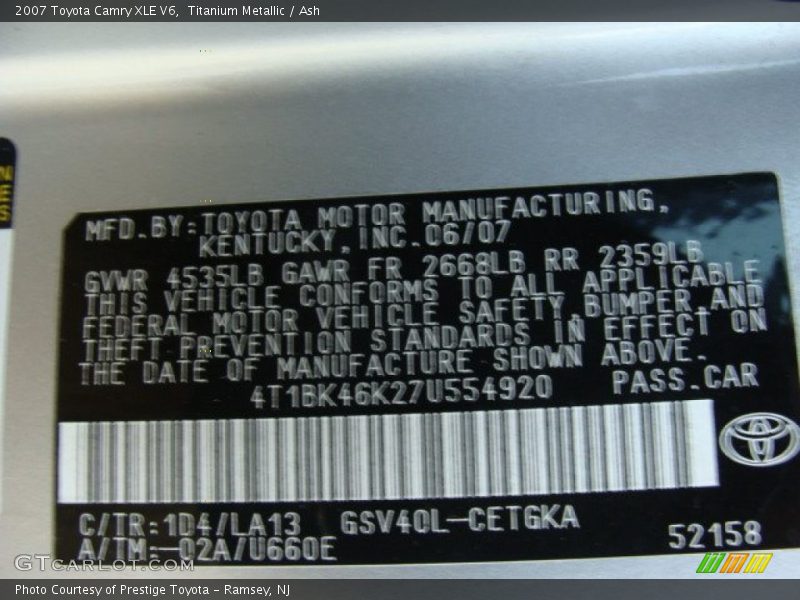 2007 Toyota Camry XLE V6,  Titanium Metallic / Ash
NES
MFD.BY:TOYOTA MOTOR MANUFACTURING,
KENTUCKY,INC.06/07
GVWR 4535LB GAWR FR 2668LB RR 2359LB
THIS VEHICLE CONFORMS TO ALL APPLICABLE
FEDERAL MOTOR VEHICLE SAFETY,BUMPER,AND
THEFT PREVENTION STANDARDS IN EFFECT ON
THE DATE OF MANUFACTURE SHOWN ABOVE.
4T1BK46K27U554920 PASS.CAR
C/TR:1D4/LA13 GSV40L-CETGKA
A/TM:-02A/U660E 52158
GTCARLOT.COM
Photo Courtesy of Prestige Toyota - Ramsey, NJ